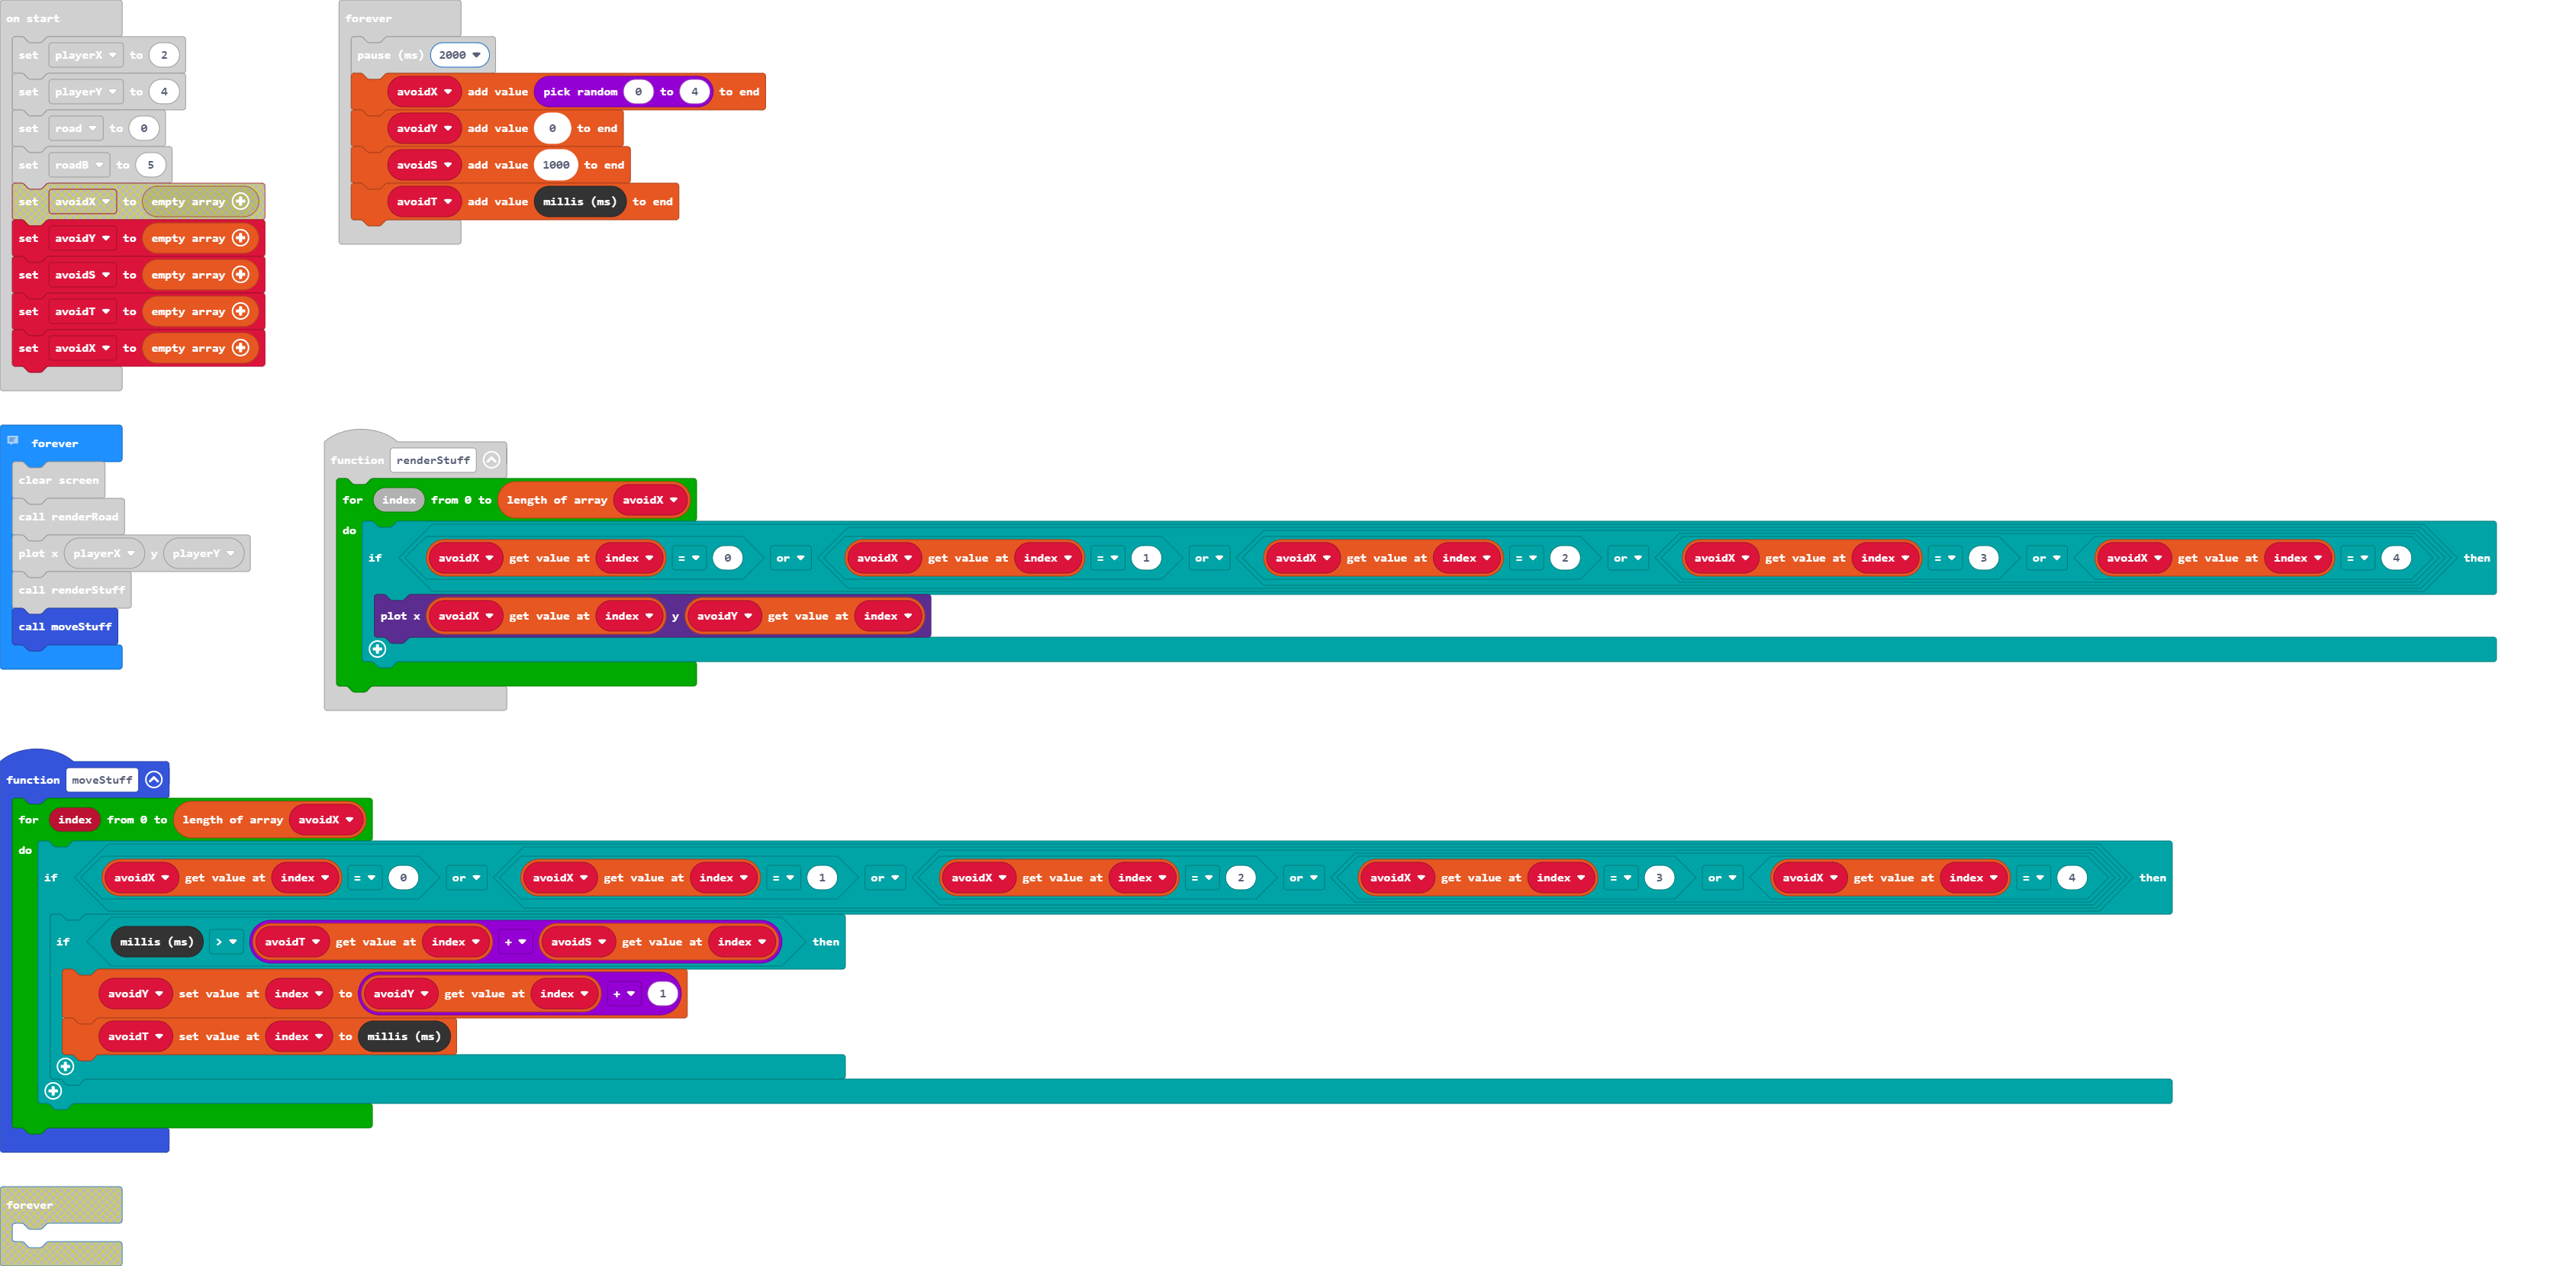 on start
set playerX to 2
set playerY to 4
set road to 0
set roadB to 5
set avoidX to empty array
set avoidY to empty array
set avoidS to empty array
set avoidT to empty array
set avoidX to empty array
forever
pause (ms) 2000
avoidX add value pick random 0 to 4 to end
avoidY add value 0 to end
avoidS add value 1000 to end
avoidT add value millis (ms) to end
forever
clear screen
call renderRoad
plot x playerX y playerY
call renderStuff
call moveStuff
function renderStuff
for index from 0 to length of array avoidX
do
if avoidX get value at index = 0 or avoidX get value at index = 1 or avoidX get value at index = 2 or avoidX get value at index = 3 or avoidX get value at index = 4 then
plot x avoidX get value at index y avoidY get value at index
function moveStuff
for index from 0 to length of array avoidX
do
if avoidX get value at index = 0 or avoidX get value at index = 1 or avoidX get value at index = 2 or avoidX get value at index = 3 or avoidX get value at index = 4 then
if millis (ms) > avoidT get value at index + avoidS get value at index then
avoidY set value at index to avoidY get value at index + 1
avoidT set value at index to millis (ms)
forever